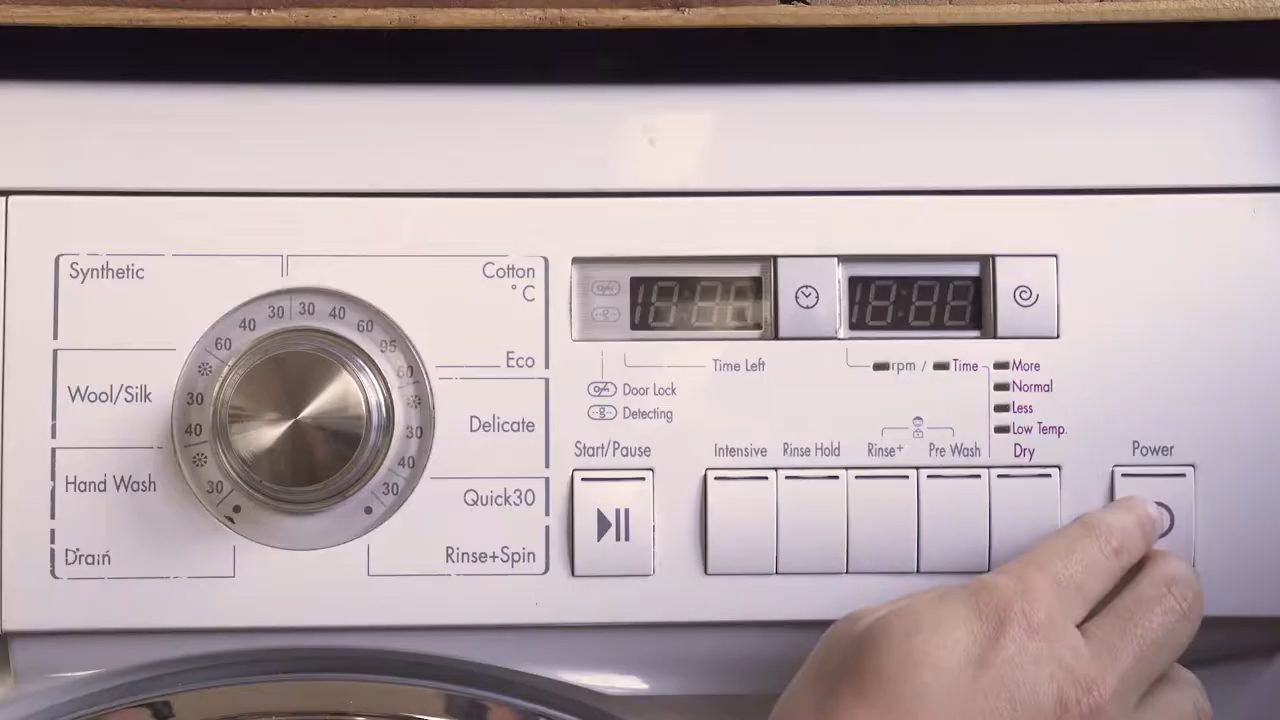 Synthetic
Cotton
°C
Eco
Wool/Silk
Delicate
Hand Wash
Quick30
Drain
Rinse+Spin
60 40 30 30 40 60 95 60
30 40 30
30 40 30
18:88
18:88
Time Left
rpm / Time
More
Normal
Less
Low Temp.
Dry
Door Lock
Detecting
Start/Pause
Intensive
Rinse Hold
Rinse+
Pre Wash
Power